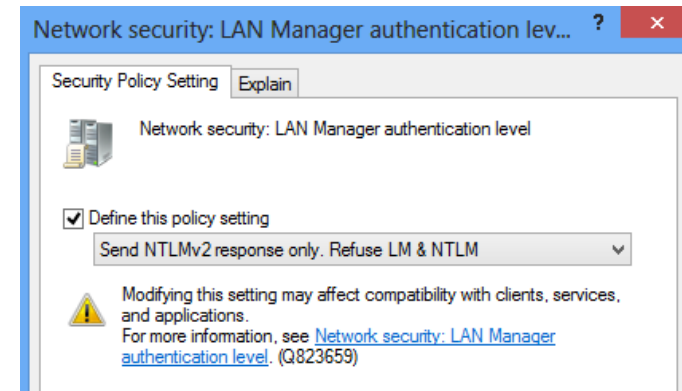 Network security: LAN Manager authentication lev... ?
Security Policy Setting Explain
Network security: LAN Manager authentication level
Define this policy setting
Send NTLMv2 response only. Refuse LM & NTLM
Modifying this setting may affect compatibility with clients, services,
and applications.
For more information, see Network security: LAN Manager
authentication level. (Q823659)